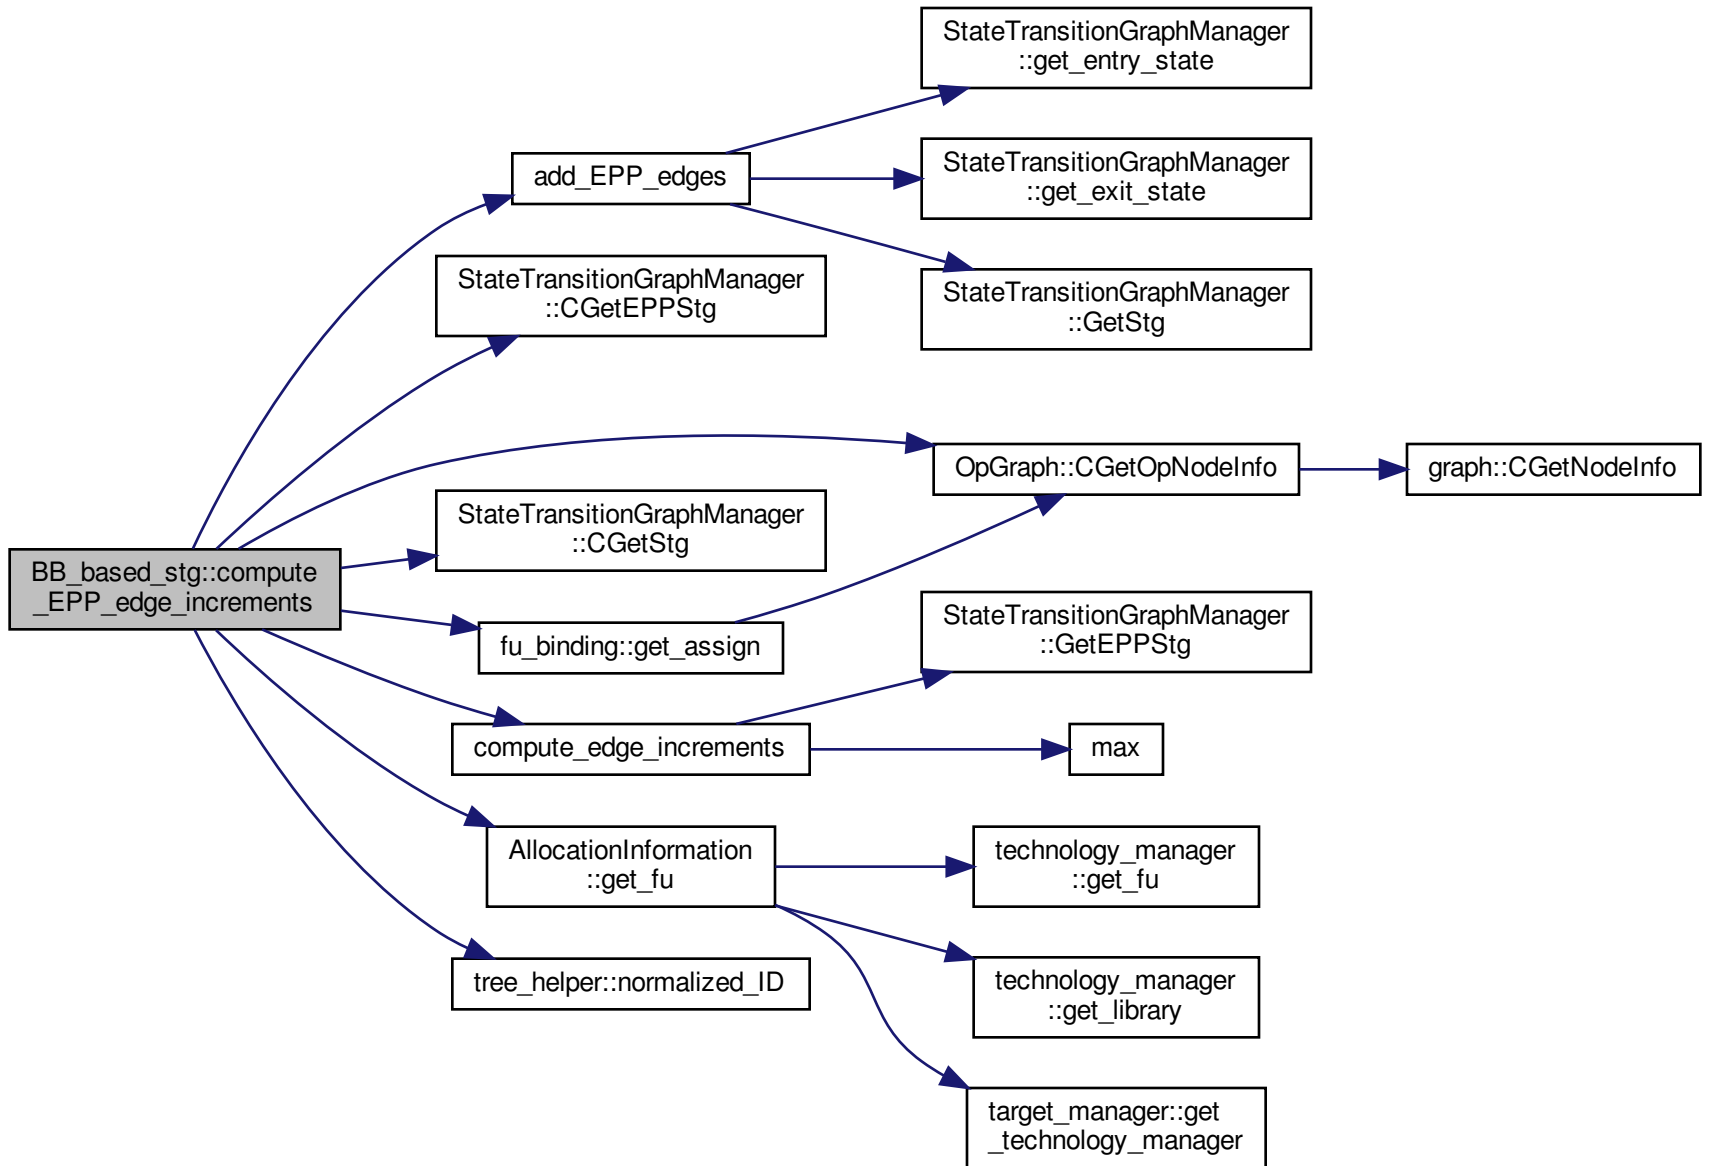 StateTransitionGraphManager
::get_entry_state
add_EPP_edges
StateTransitionGraphManager
::get_exit_state
StateTransitionGraphManager
::CGetEPPStg
StateTransitionGraphManager
::GetStg
OpGraph::CGetOpNodeInfo
graph::CGetNodeInfo
StateTransitionGraphManager
::CGetStg
BB_based_stg::compute
_EPP_edge_increments
fu_binding::get_assign
StateTransitionGraphManager
::GetEPPStg
compute_edge_increments
max
AllocationInformation
::get_fu
technology_manager
::get_fu
tree_helper::normalized_ID
technology_manager
::get_library
target_manager::get
_technology_manager